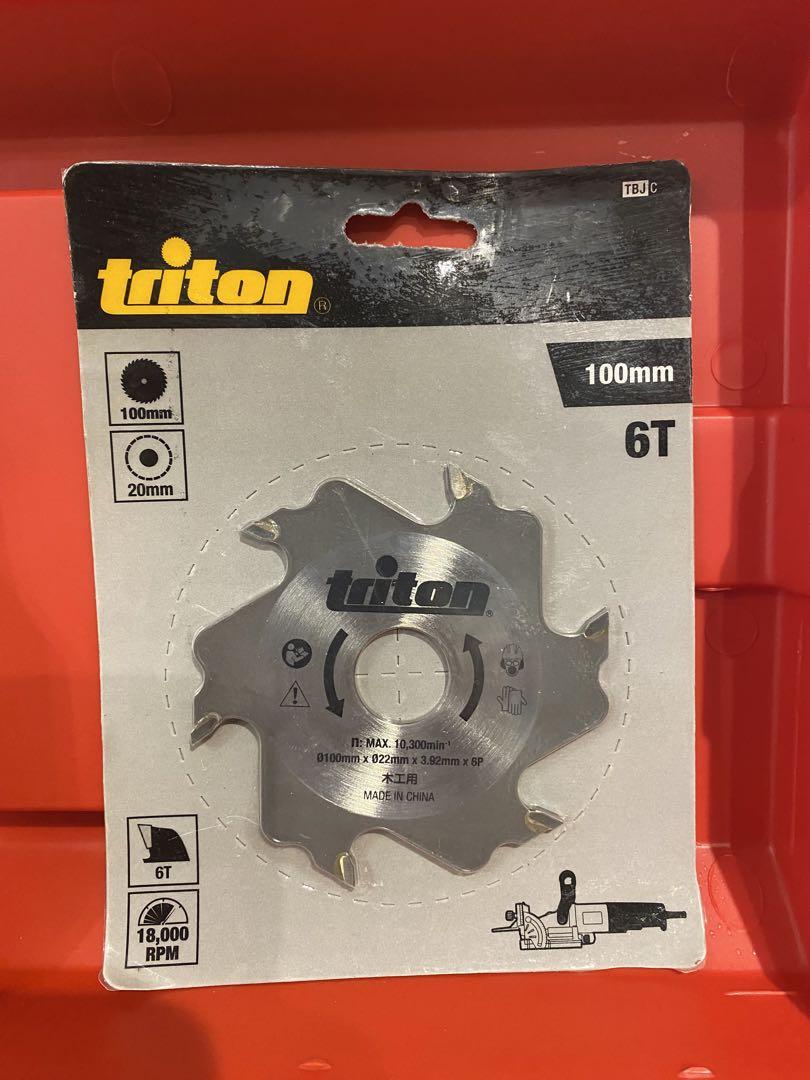 TBJ C
triton®
100mm
100mm
6T
20mm
triton®
n: MAX. 10,300min⁻¹
Ø100mm x Ø22mm x 3.92mm x 6P
木工用
MADE IN CHINA
6T
18,000
RPM